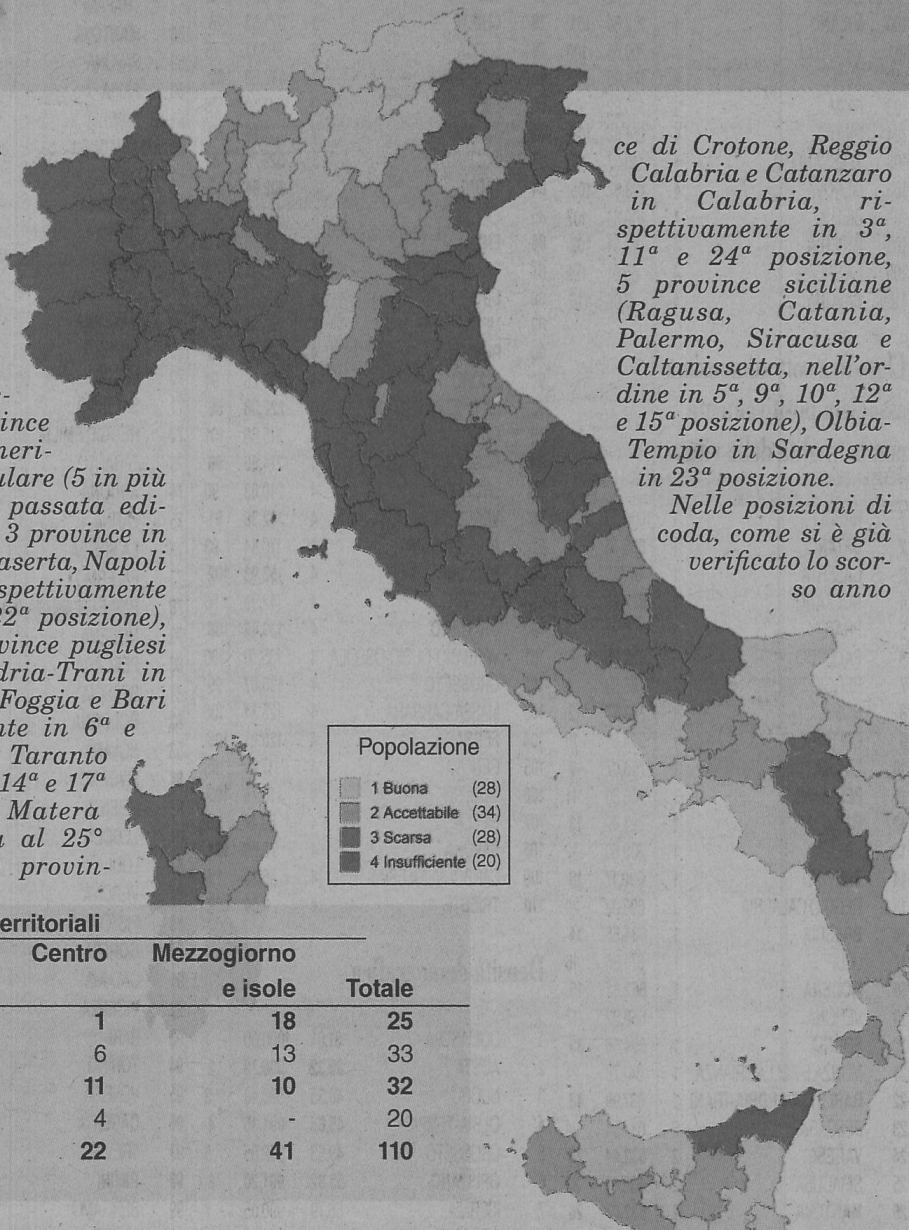 -
ince
neri-
ulare (5 in più
passata edi-
3 province in
aserta, Napoli
spettivamente
22ª posizione),
vince pugliesi
dria-Trani in
Foggia e Bari
nte in 6ª e
Taranto
14ª e 17ª
Matera
a al 25°
provin-
ce di Crotone, Reggio
Calabria e Catanzaro
in Calabria, ri-
spettivamente in 3ª,
11ª e 24ª posizione,
5 province siciliane
(Ragusa, Catania,
Palermo, Siracusa e
Caltanissetta, nell'or-
dine in 5ª, 9ª, 10ª, 12ª
e 15ª posizione), Olbia-
Tempio in Sardegna
in 23ª posizione.
Nelle posizioni di
coda, come si è già
verificato lo scor-
so anno
Popolazione
1 Buona (28)
2 Accettabile (34)
3 Scarsa (28)
4 Insufficiente (20)
erritoriali
Centro Mezzogiorno
e isole Totale
1 18 25
6 13 33
11 10 32
4 - 20
22 41 110